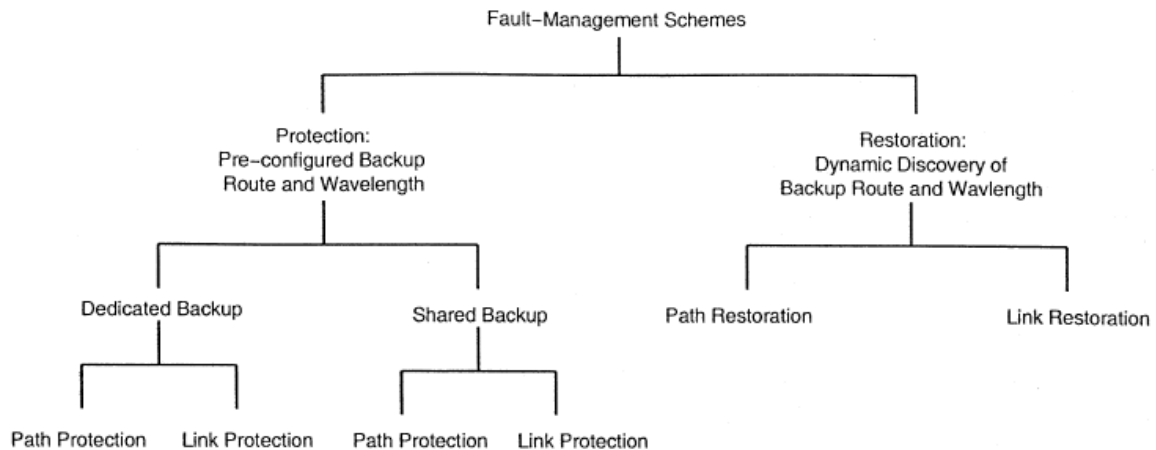 Fault-Management Schemes
Protection:
Pre-configured Backup
Route and Wavelength
Restoration:
Dynamic Discovery of
Backup Route and Wavlength
Dedicated Backup
Shared Backup
Path Restoration
Link Restoration
Path Protection
Link Protection
Path Protection
Link Protection